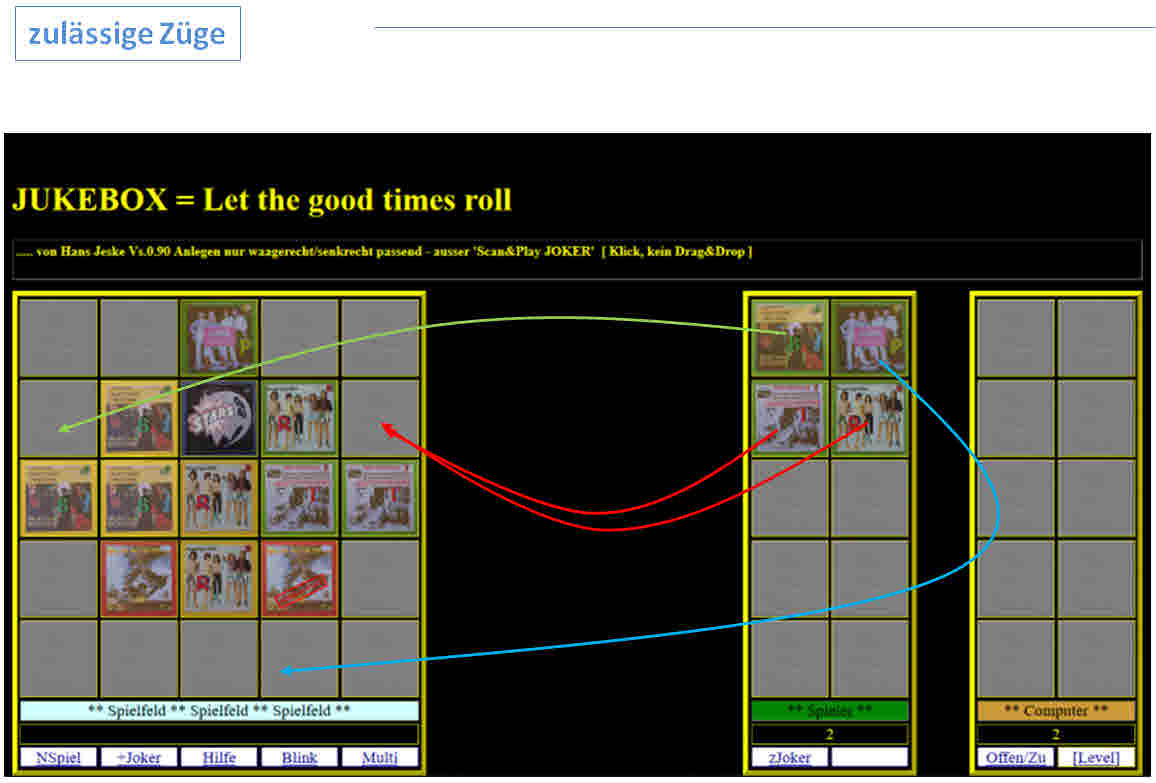 zulässige Züge
JUKEBOX = Let the good times roll
..... von Hans Jeske Vs.0.90 Anlegen nur waagerecht/senkrecht passend - ausser 'Scan&Play JOKER' [ Klick, kein Drag&Drop ]
STARS
** Spielfeld ** Spielfeld ** Spielfeld **
** Spieler **
** Computer **
2
2
NSpiel
+Joker
Hilfe
Blink
Multi
zJoker
Offen/Zu
[Level]